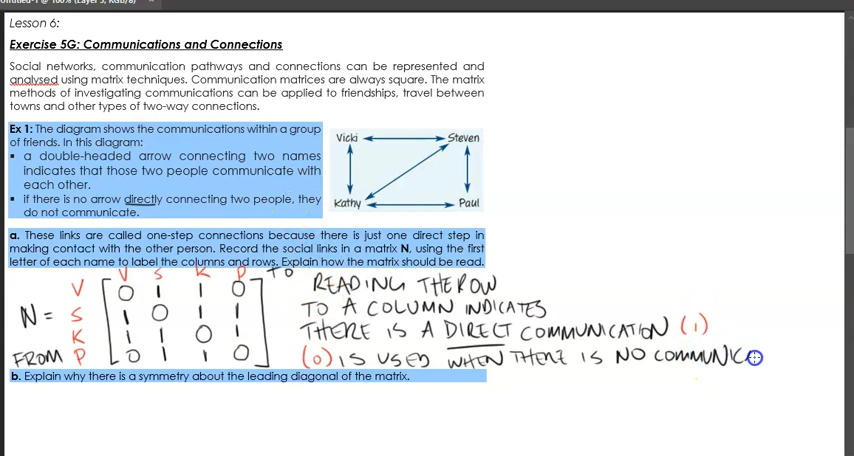 Untitled-1 @ 100% (Layer 3, RGB/8)
Lesson 6:
Exercise 5G: Communications and Connections
Social networks, communication pathways and connections can be represented and
analysed using matrix techniques. Communication matrices are always square. The matrix
methods of investigating communications can be applied to friendships, travel between
towns and other types of two-way connections.
Ex 1: The diagram shows the communications within a group
of friends. In this diagram:
▪ a double-headed arrow connecting two names
indicates that those two people communicate with
each other.
▪ if there is no arrow directly connecting two people, they
do not communicate.
Vicki Steven
Kathy Paul
a. These links are called one-step connections because there is just one direct step in
making contact with the other person. Record the social links in a matrix N, using the first
letter of each name to label the columns and rows. Explain how the matrix should be read.
V S K P TO
V 0 1 1 0
N = S 1 0 1 1
K 1 1 0 1
FROM P 0 1 1 0
READING THE ROW
TO A COLUMN INDICATES
THERE IS A DIRECT COMMUNICATION (1)
(0) IS USED WHEN THERE IS NO COMMUNICA
b. Explain why there is a symmetry about the leading diagonal of the matrix.